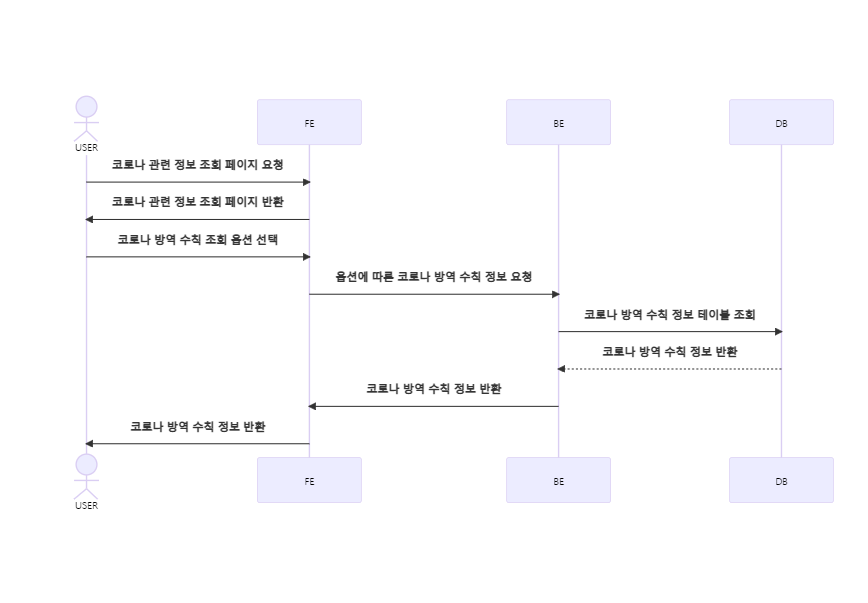 FE
BE
DB
USER
코로나 관련 정보 조회 페이지 요청
코로나 관련 정보 조회 페이지 반환
코로나 방역 수칙 조회 옵션 선택
옵션에 따른 코로나 방역 수칙 정보 요청
코로나 방역 수칙 정보 테이블 조회
코로나 방역 수칙 정보 반환
코로나 방역 수칙 정보 반환
코로나 방역 수칙 정보 반환
FE
BE
DB
USER